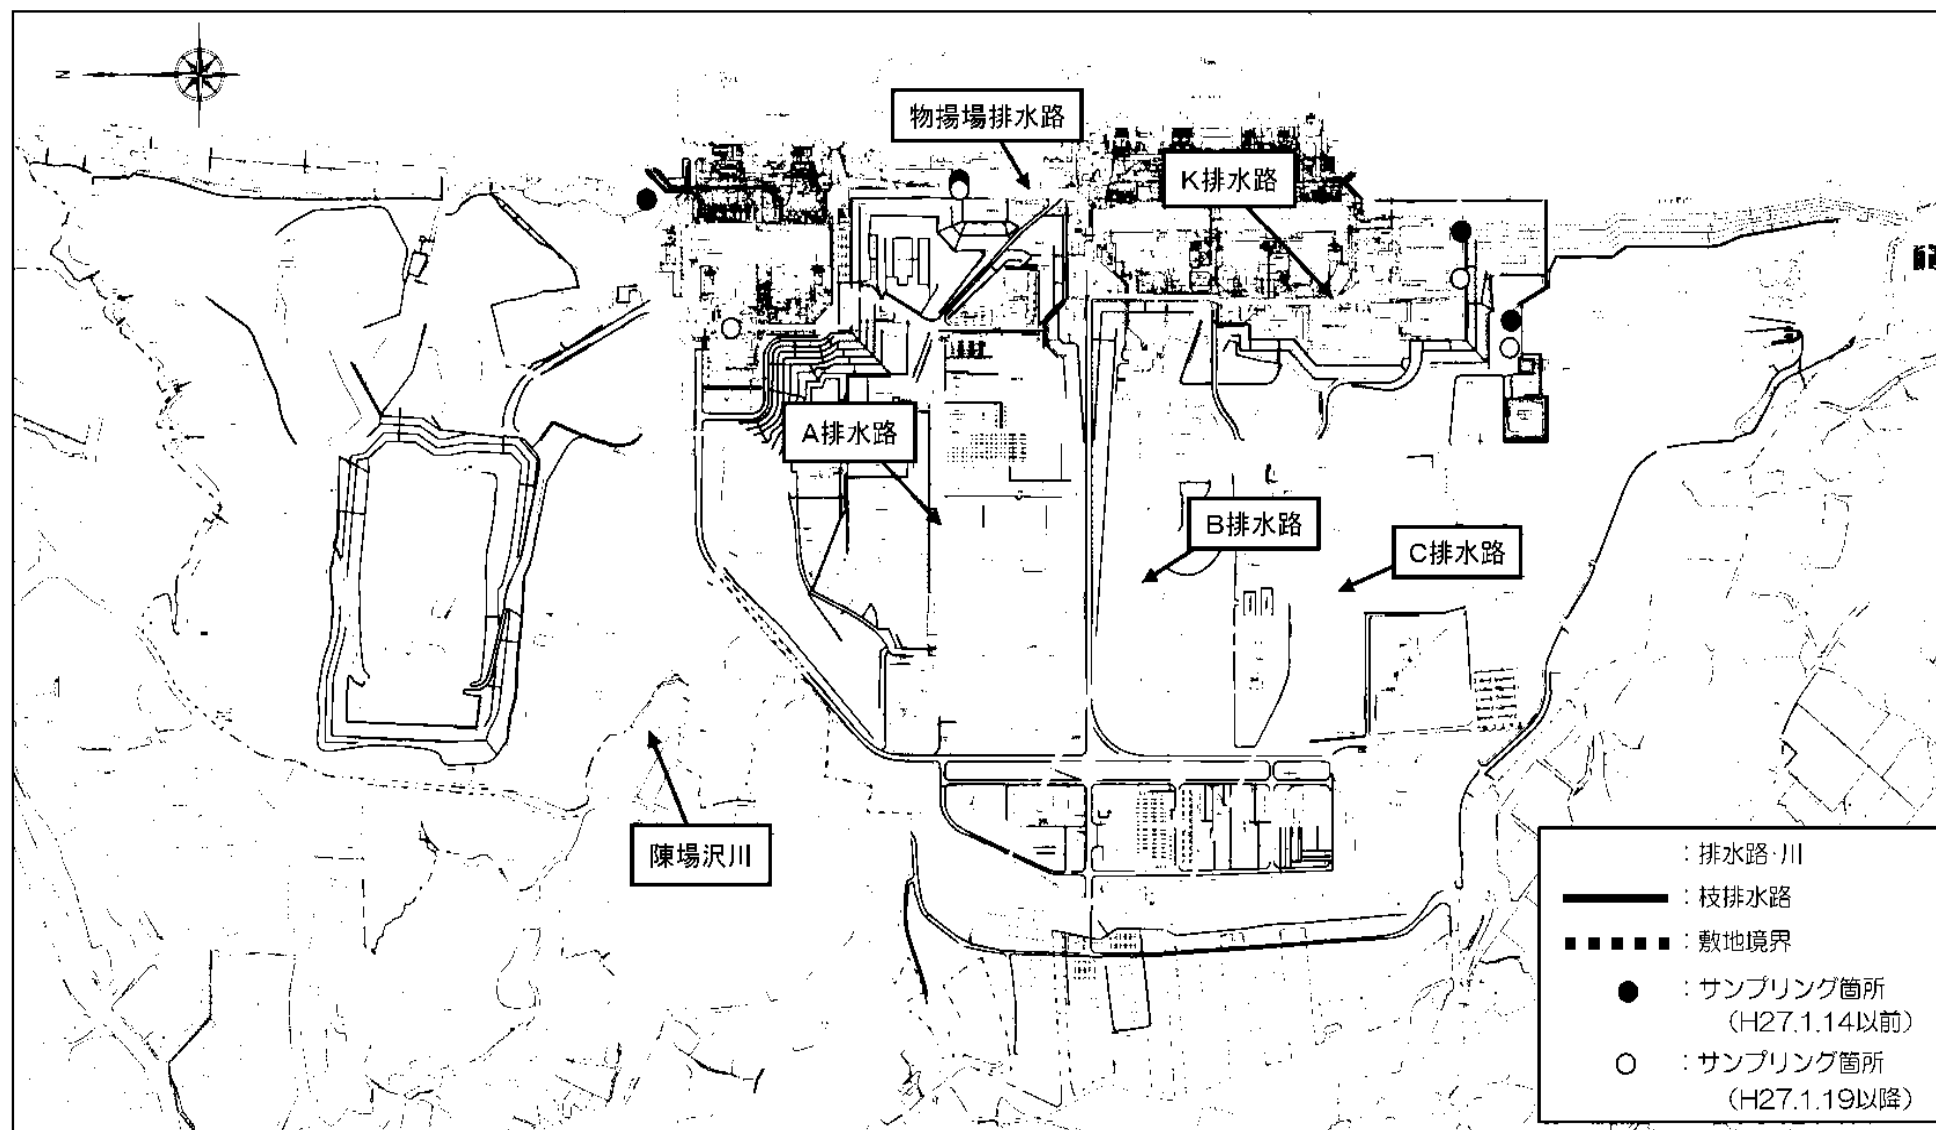 N
物揚場排水路
K排水路
A排水路
B排水路
C排水路
陳場沢川
:排水路・川
:枝排水路
:敷地境界
:サンプリング箇所
(H27.1.14以前)
:サンプリング箇所
(H27.1.19以降)